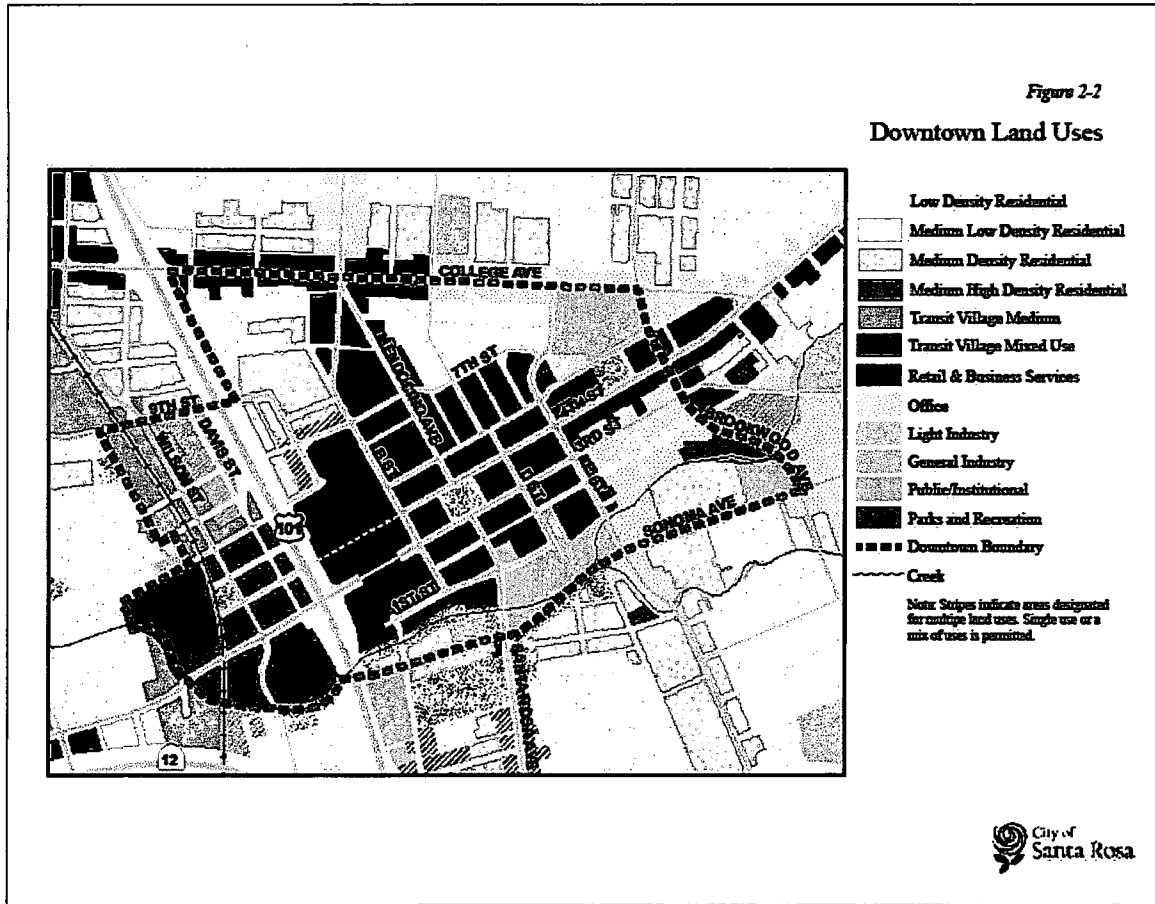 Figure 2-2
Downtown Land Uses
Low Density Residential
Medium Low Density Residential
Medium Density Residential
Medium High Density Residential
Transit Village Medium
Transit Village Mixed Use
Retail & Business Services
Office
Light Industry
General Industry
Public/Institutional
Parks and Recreation
Downtown Boundary
Creek
Note: Stripes indicate areas designated
for multiple land uses. Single use or a
mix of uses is permitted.
COLLEGE AVE
MENDOCINO AVE
7TH ST
9TH ST
DAVIS ST
WILSON ST
B ST
4TH ST
3RD ST
E ST
BROOKWOOD AVE
101
SONOMA AVE
1ST ST
12
City of
Santa Rosa